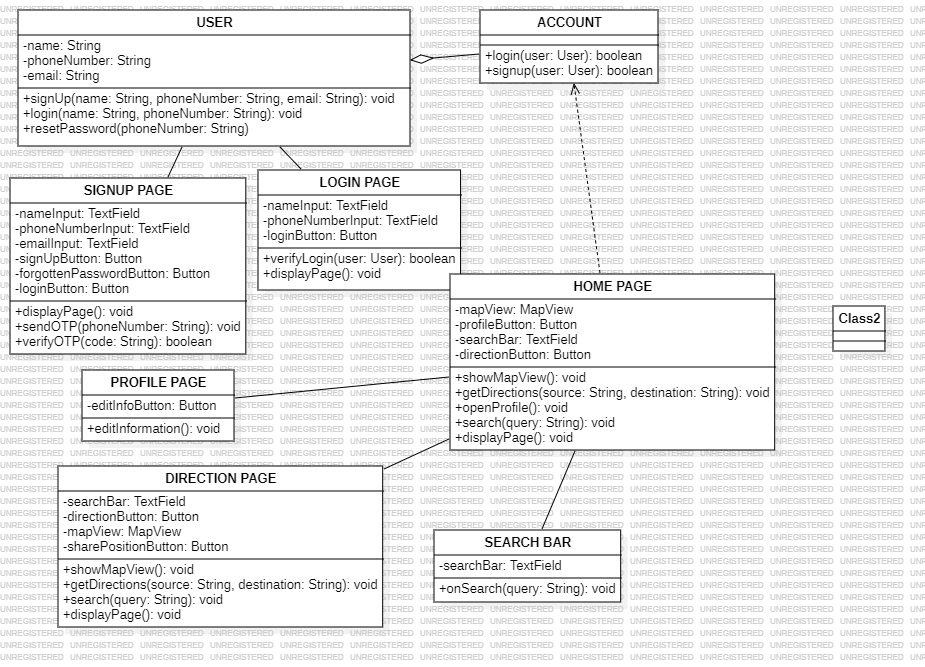 USER
-name: String
-phoneNumber: String
-email: String
+signUp(name: String, phoneNumber: String, email: String): void
+login(name: String, phoneNumber: String): void
+resetPassword(phoneNumber: String)
ACCOUNT
+login(user: User): boolean
+signup(user: User): boolean
SIGNUP PAGE
-nameInput: TextField
-phoneNumberInput: TextField
-emailInput: TextField
-signUpButton: Button
-forgottenPasswordButton: Button
-loginButton: Button
+displayPage(): void
+sendOTP(phoneNumber: String): void
+verifyOTP(code: String): boolean
LOGIN PAGE
-nameInput: TextField
-phoneNumberInput: TextField
-loginButton: Button
+verifyLogin(user: User): boolean
+displayPage(): void
HOME PAGE
-mapView: MapView
-profileButton: Button
-searchBar: TextField
-directionButton: Button
+showMapView(): void
+getDirections(source: String, destination: String): void
+openProfile(): void
+search(query: String): void
+displayPage(): void
Class2
PROFILE PAGE
-editInfoButton: Button
+editInformation(): void
DIRECTION PAGE
-searchBar: TextField
-directionButton: Button
-mapView: MapView
-sharePositionButton: Button
+showMapView(): void
+getDirections(source: String, destination: String): void
+search(query: String): void
+displayPage(): void
SEARCH BAR
-searchBar: TextField
+onSearch(query: String): void
UNREGISTERED